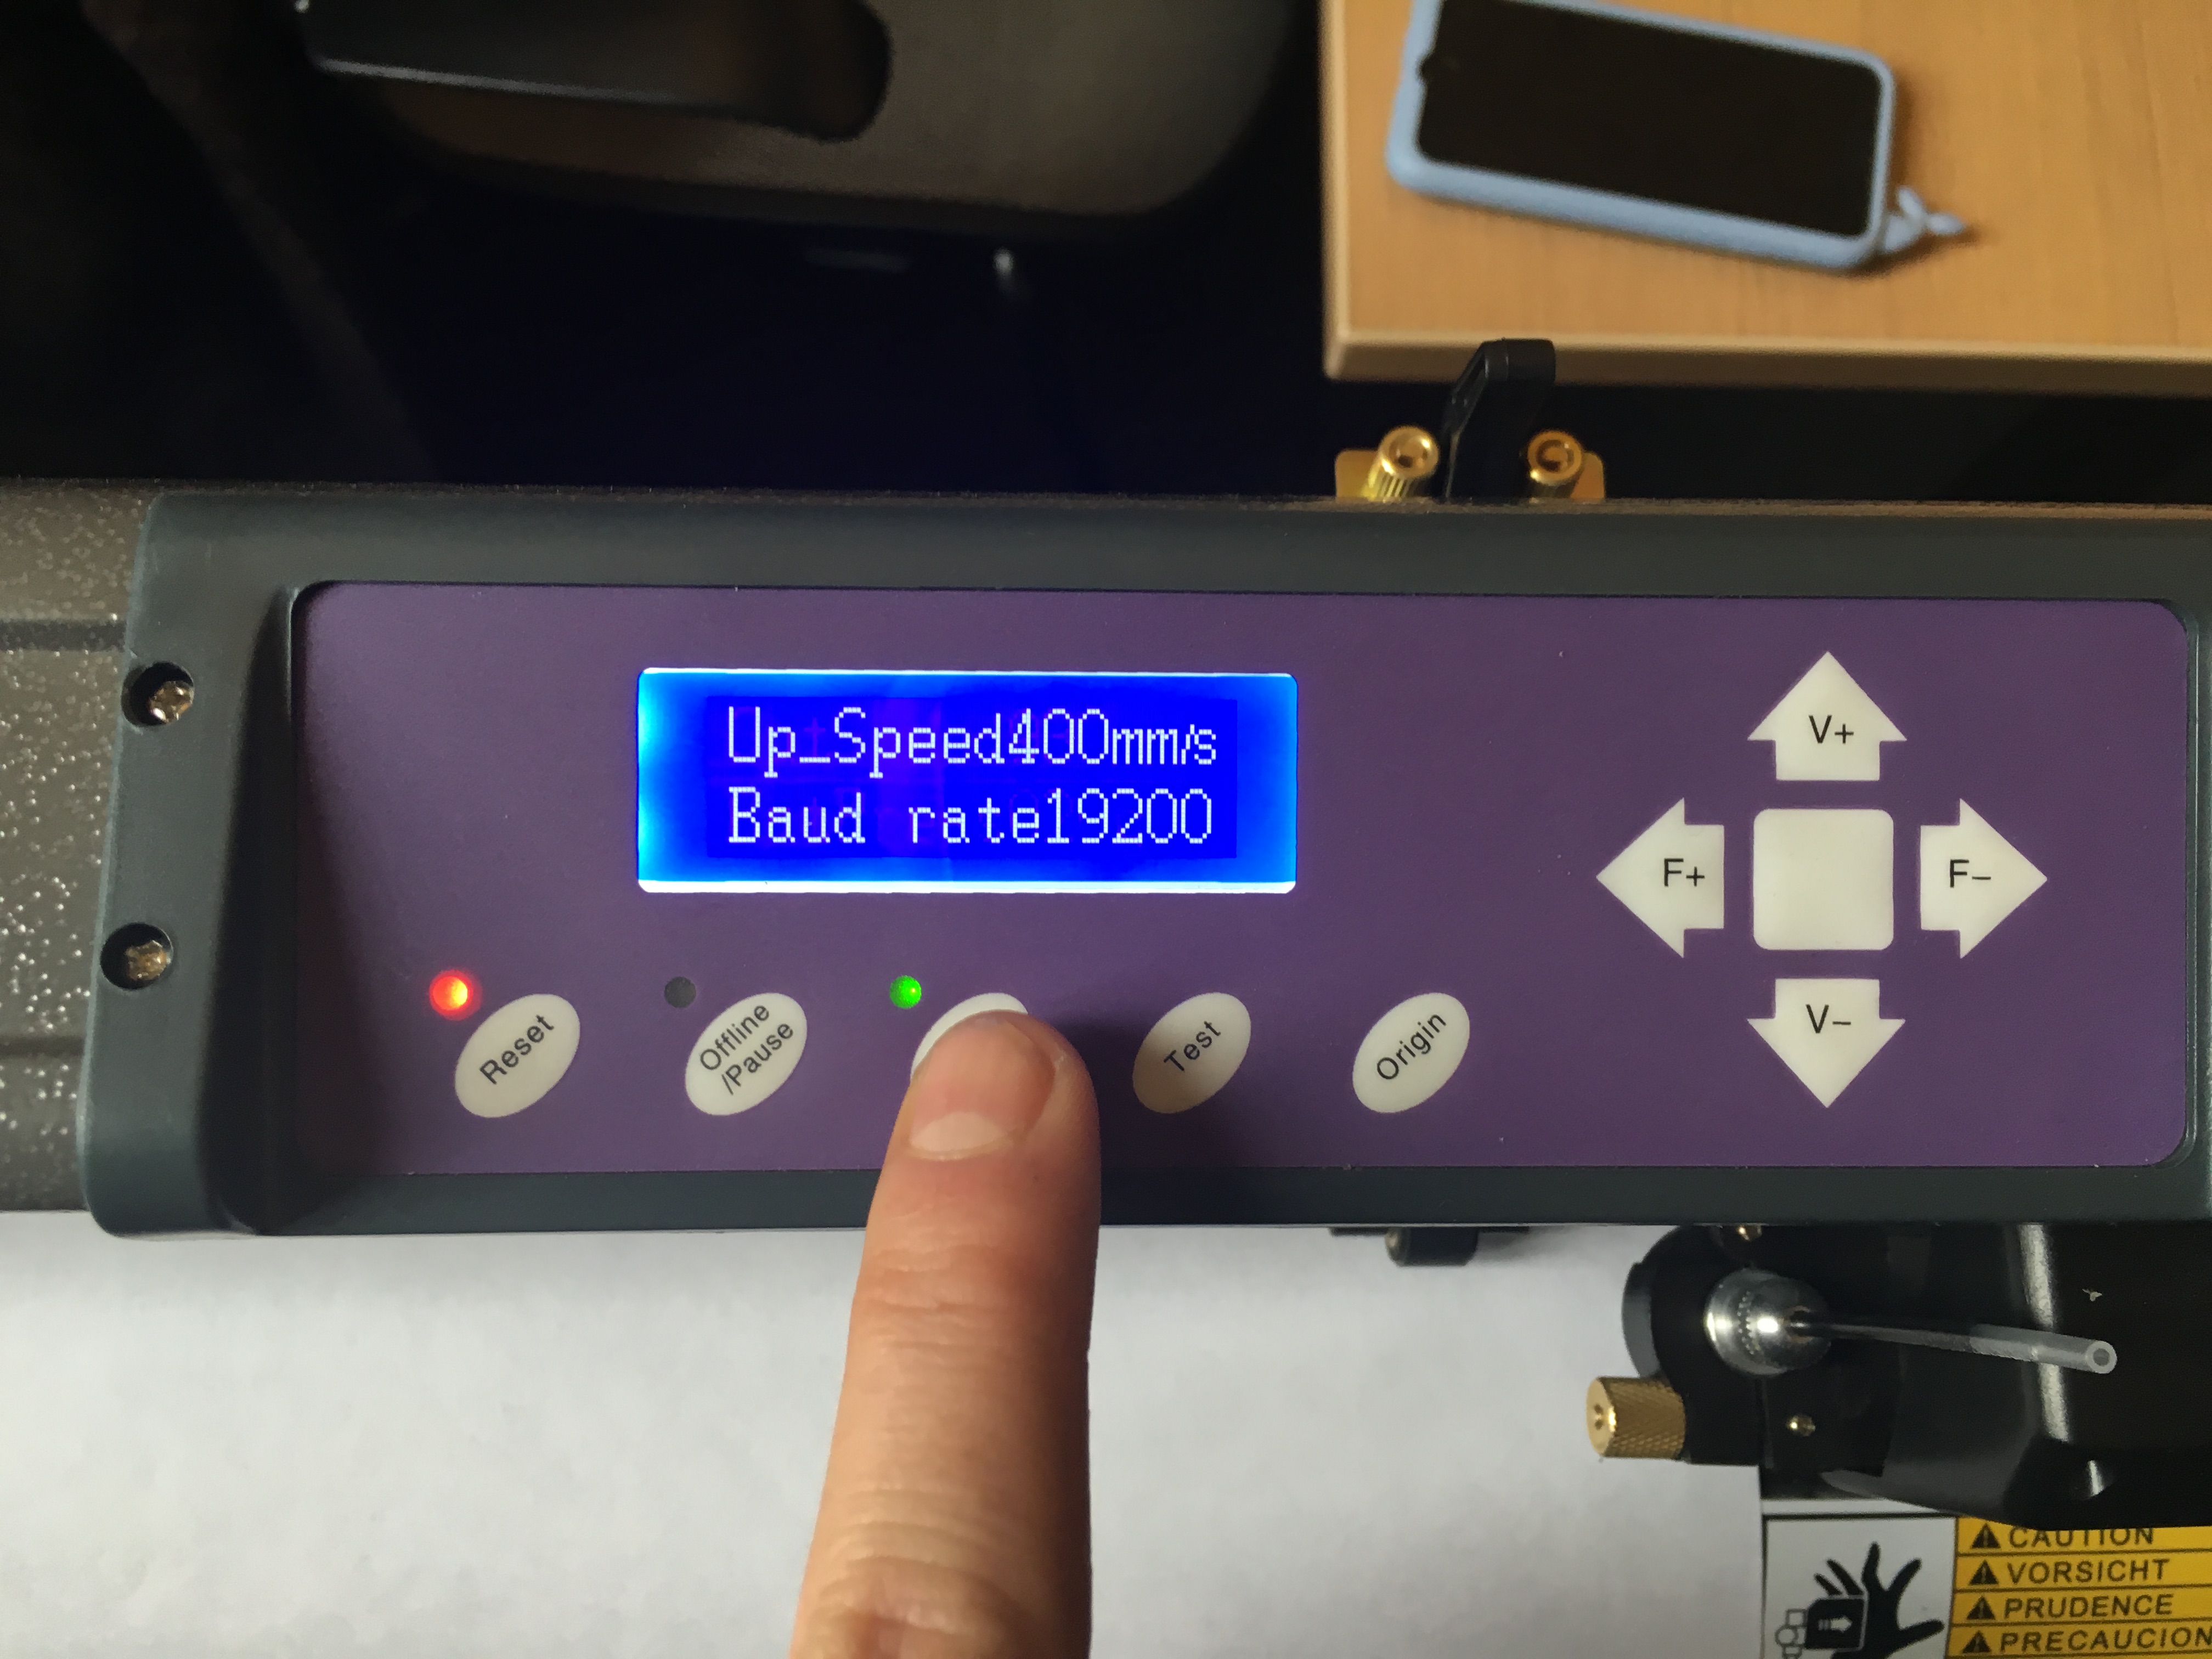 Up_Speed400mm/s
Baud rate19200
V+
F+
F−
V−
Reset
Offline
/Pause
Test
Origin
CAUTION
VORSICHT
PRUDENCE
PRECAUCION